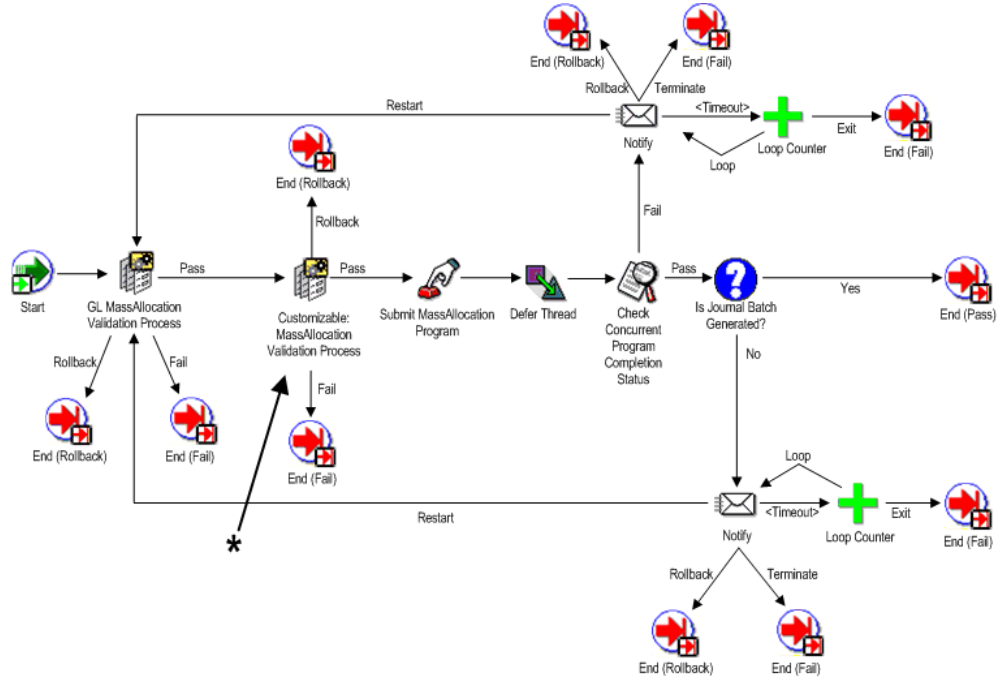 End (Rollback)
End (Fail)
Rollback
Terminate
Restart
<Timeout>
Notify
Loop
Loop Counter
Exit
End (Fail)
End (Rollback)
Rollback
Fail
Start
GL MassAllocation
Validation Process
Pass
Customizable:
MassAllocation
Validation Process
Pass
Submit MassAllocation
Program
Defer Thread
Check
Concurrent
Program
Completion
Status
Pass
Is Journal Batch
Generated?
Yes
End (Pass)
Rollback
Fail
End (Rollback)
End (Fail)
Fail
End (Fail)
No
*
Restart
Loop
<Timeout>
Notify
Loop Counter
Exit
End (Fail)
Rollback
Terminate
End (Rollback)
End (Fail)